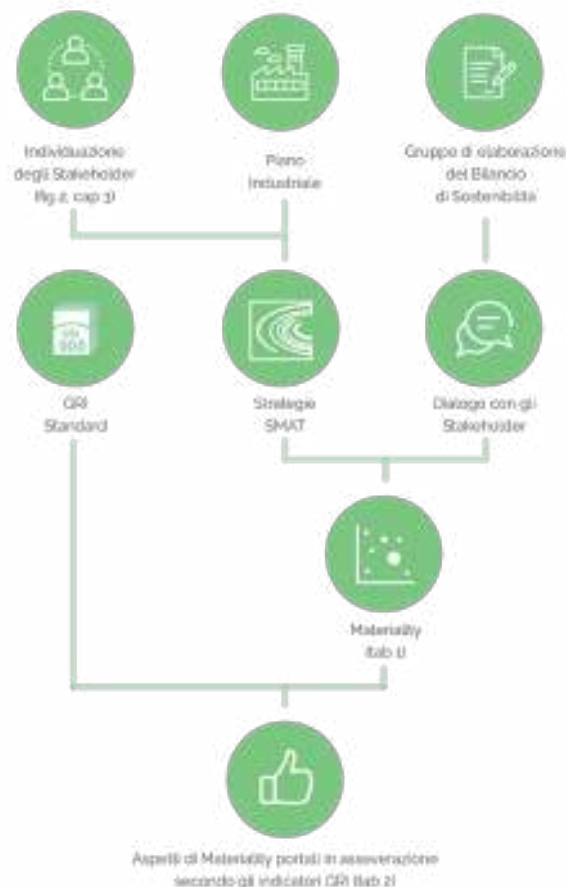 Individuazione
degli Stakeholder
(fig 2, cap 3)
Piano
Industriale
Gruppo di elaborazione
del Bilancio
di Sostenibilità
GRI
Standard
Strategie
SMAT
Dialogo con gli
Stakeholder
Materiality
(tab 1)
Aspetti di Materiality portati in asseverazione
secondo gli indicatori GRI (tab 2)